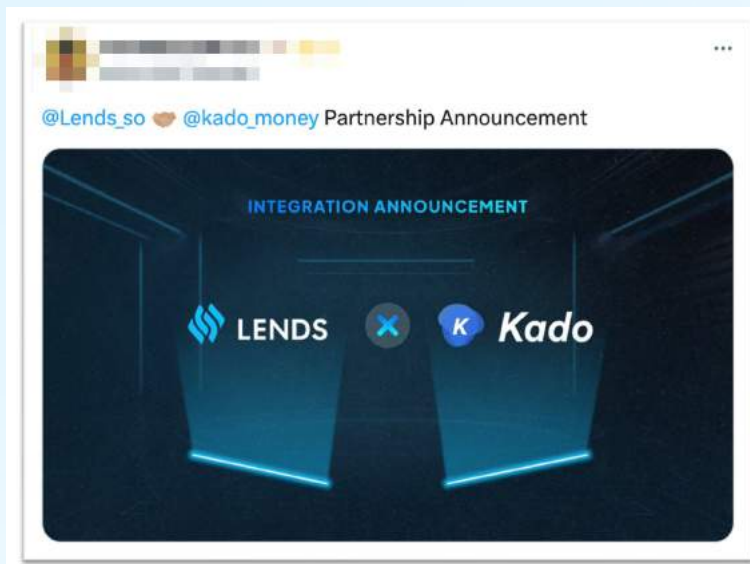 @Lends_so 🤝 @kado_money Partnership Announcement
INTEGRATION ANNOUNCEMENT
LENDS X K Kado